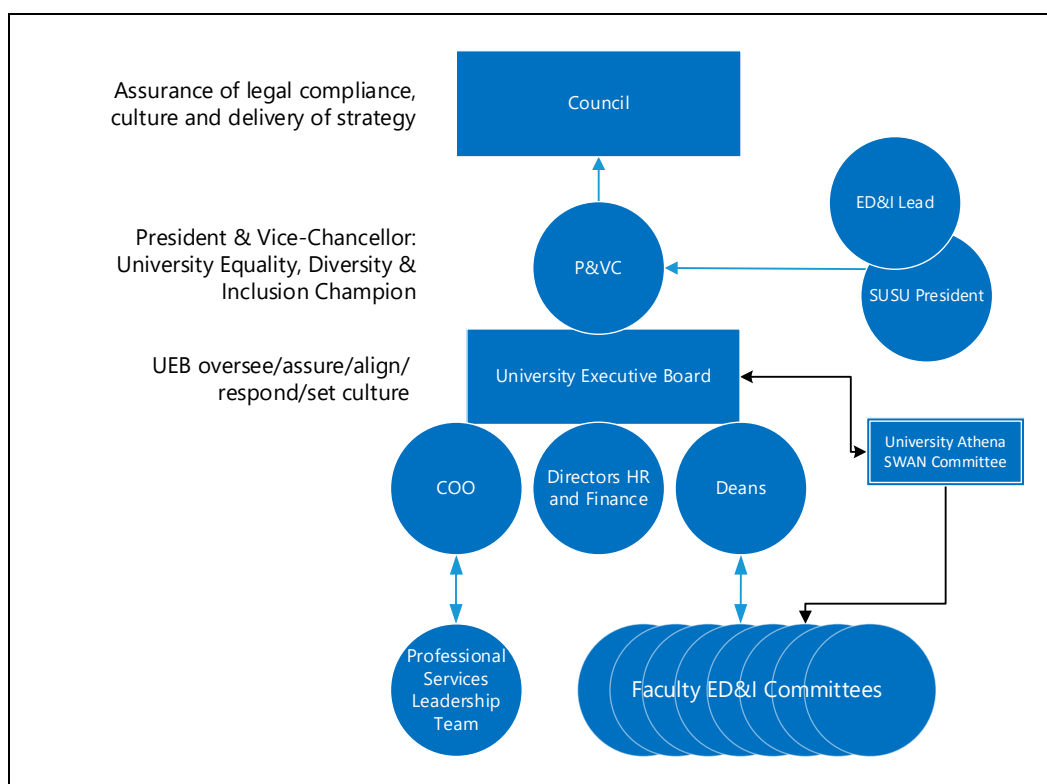 Assurance of legal compliance,
culture and delivery of strategy
Council
ED&I Lead
President & Vice-Chancellor:
University Equality, Diversity &
Inclusion Champion
P&VC
SUSU President
UEB oversee/assure/align/
respond/set culture
University Executive Board
University Athena
SWAN Committee
COO
Directors HR
and Finance
Deans
Professional
Services
Leadership
Team
Faculty ED&I Committees